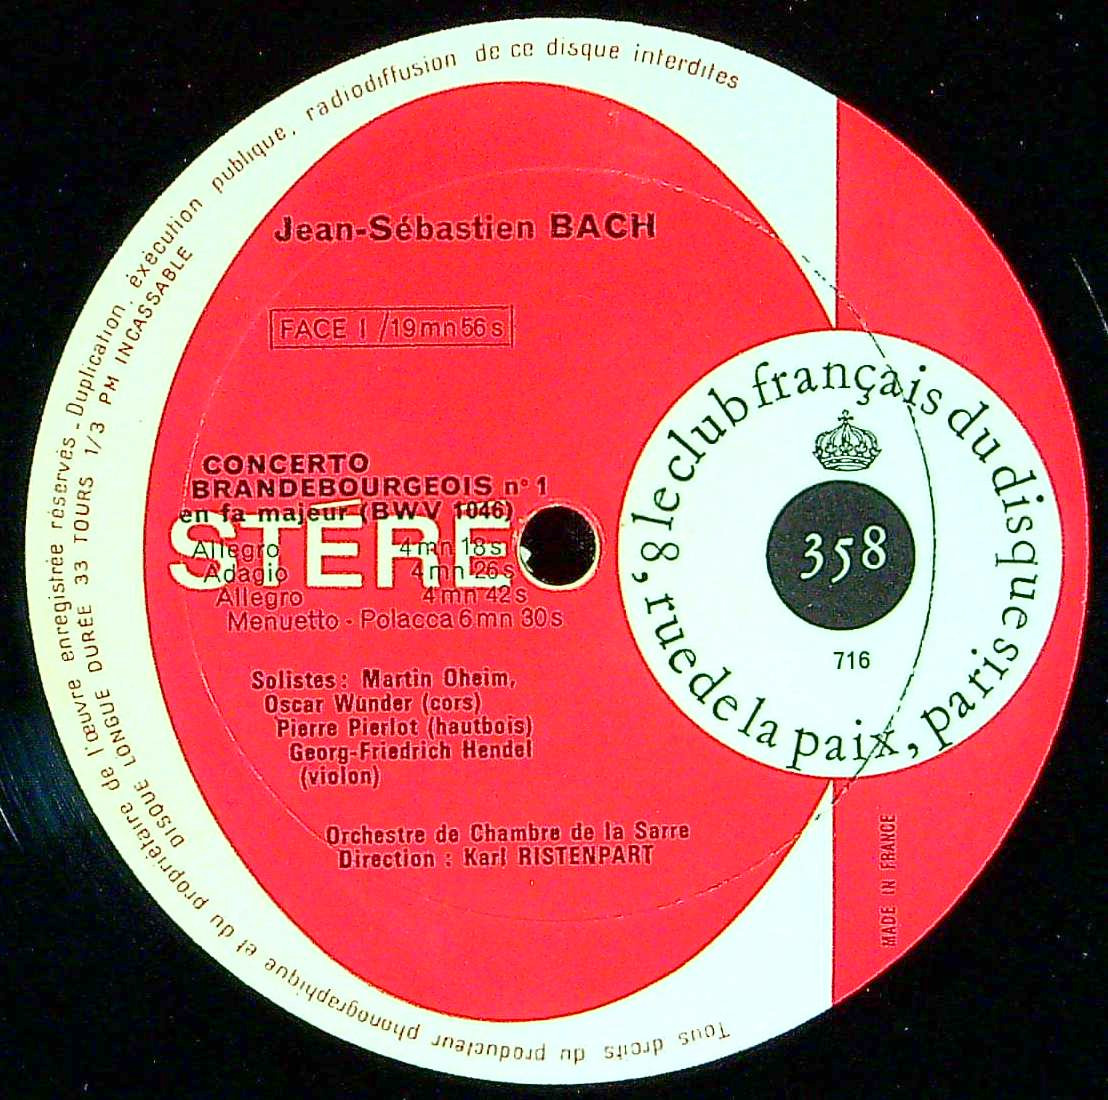 Tous droits du producteur phonographique et du propriétaire de l'œuvre enregistrée réservés. Duplication, éxècution publique, radiodiffusion de ce disque interdites
DISQUE LONGUE DURÉE 33 TOURS 1/3 PM INCASSABLE
Jean-Sébastien BACH
FACE 1 / 19 mn 56 s
CONCERTO
BRANDEBOURGEOIS n° 1
en fa majeur (BWV 1046)
STÉRÉO
Allegro 4 mn 18 s
Adagio 4 mn 26 s
Allegro 4 mn 42 s
Menuetto - Polacca 6 mn 30 s
Solistes : Martin Oheim,
Oscar Wunder (cors)
Pierre Pierlot (hautbois)
Georg-Friedrich Hendel
(violon)
Orchestre de Chambre de la Sarre
Direction : Karl RISTENPART
le club français du disque
8, rue de la paix, paris
358
716
MADE IN FRANCE